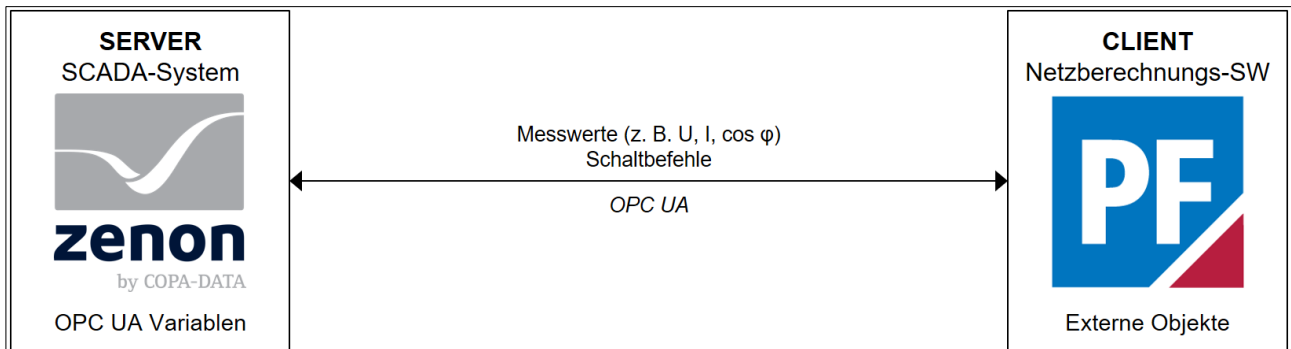 SERVER
SCADA-System
zenon
by COPA-DATA
OPC UA Variablen
Messwerte (z. B. U, I, cos φ)
Schaltbefehle
OPC UA
CLIENT
Netzberechnungs-SW
PF
Externe Objekte